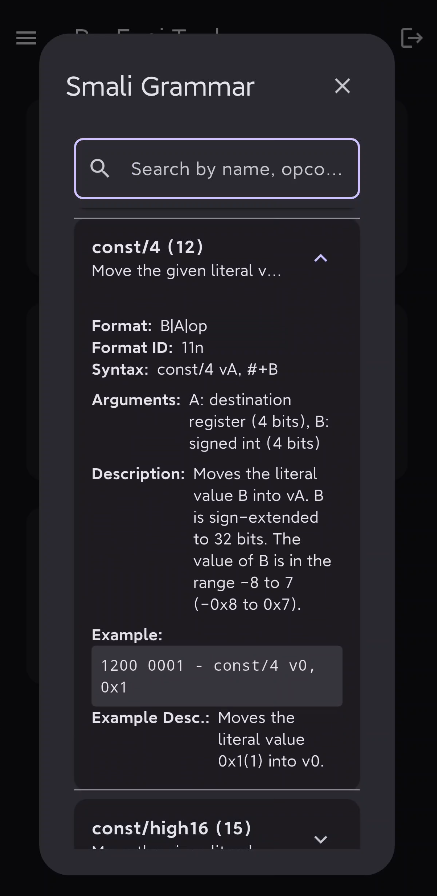 Smali Grammar
Search by name, opco...
const/4 (12)
Move the given literal v...
Format: B|A|op
Format ID: 11n
Syntax: const/4 vA, #+B
Arguments: A: destination
register (4 bits), B:
signed int (4 bits)
Description: Moves the literal
value B into vA. B
is sign-extended
to 32 bits. The
value of B is in the
range -8 to 7
(-0x8 to 0x7).
Example:
1200 0001 - const/4 v0,
0x1
Example Desc.: Moves the
literal value
0x1(1) into v0.
const/high16 (15)